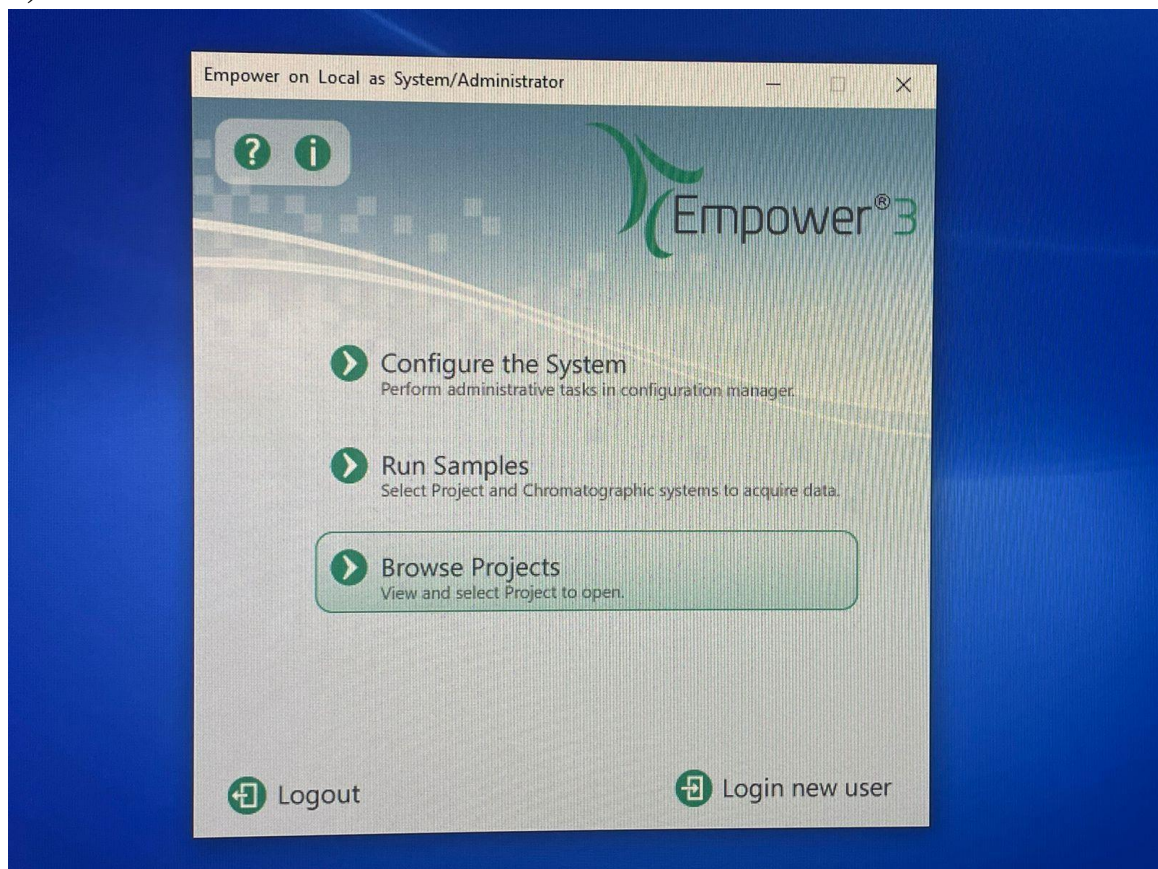 Empower on Local as System/Administrator
? i
Empower®3
Configure the System
Perform administrative tasks in configuration manager.
Run Samples
Select Project and Chromatographic systems to acquire data.
Browse Projects
View and select Project to open.
Logout
Login new user